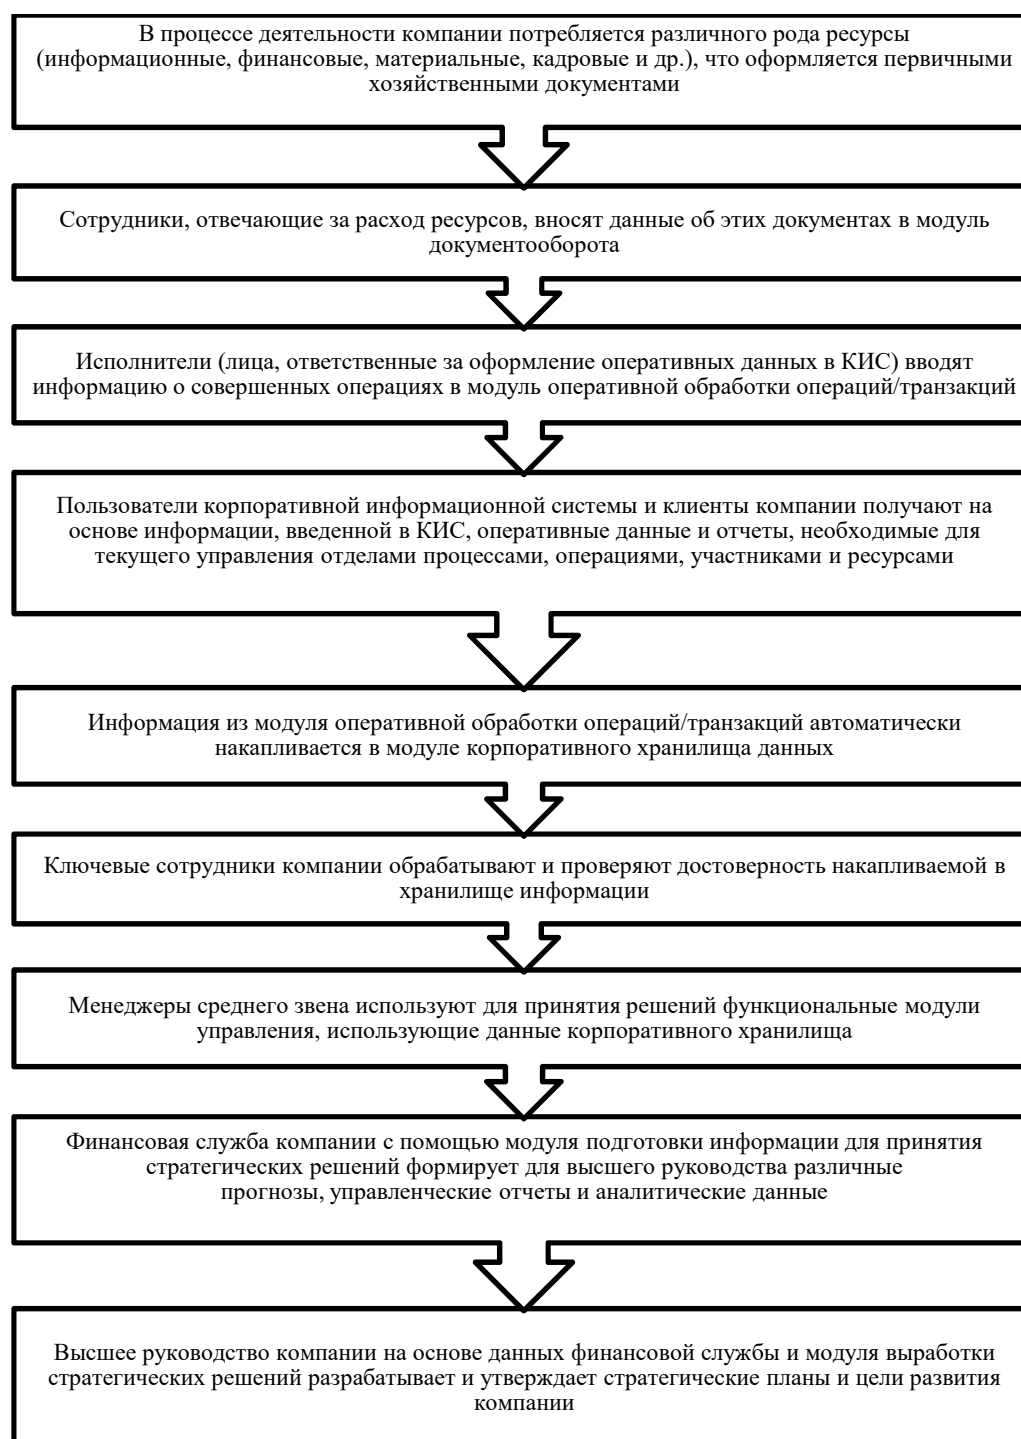 В процессе деятельности компании потребляется различного рода ресурсы
(информационные, финансовые, материальные, кадровые и др.), что оформляется первичными
хозяйственными документами
Сотрудники, отвечающие за расход ресурсов, вносят данные об этих документах в модуль
документооборота
Исполнители (лица, ответственные за оформление оперативных данных в КИС) вводят
информацию о совершенных операциях в модуль оперативной обработки операций/транзакций
Пользователи корпоративной информационной системы и клиенты компании получают на
основе информации, введенной в КИС, оперативные данные и отчеты, необходимые для
текущего управления отделами процессами, операциями, участниками и ресурсами
Информация из модуля оперативной обработки операций/транзакций автоматически
накапливается в модуле корпоративного хранилища данных
Ключевые сотрудники компании обрабатывают и проверяют достоверность накапливаемой в
хранилище информации
Менеджеры среднего звена используют для принятия решений функциональные модули
управления, использующие данные корпоративного хранилища
Финансовая служба компании с помощью модуля подготовки информации для принятия
стратегических решений формирует для высшего руководства различные
прогнозы, управленческие отчеты и аналитические данные
Высшее руководство компании на основе данных финансовой службы и модуля выработки
стратегических решений разрабатывает и утверждает стратегические планы и цели развития
компании